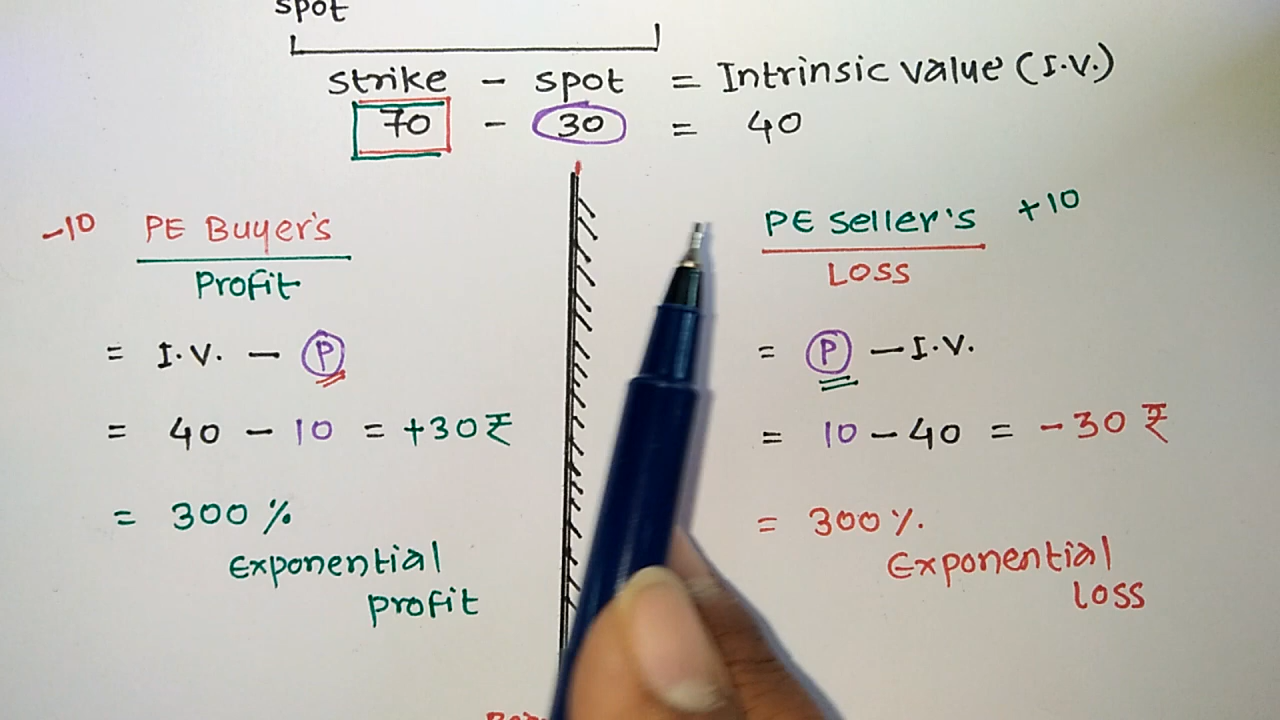 spot
strike - spot = Intrinsic value (I.V.)
70 - 30 = 40
-10 PE Buyer's
Profit
= I.V. - P
= 40 - 10 = +30₹
= 300%
Exponential
profit
PE seller's +10
Loss
= P - I.V.
= 10 - 40 = -30 ₹
= 300%.
Exponential
loss